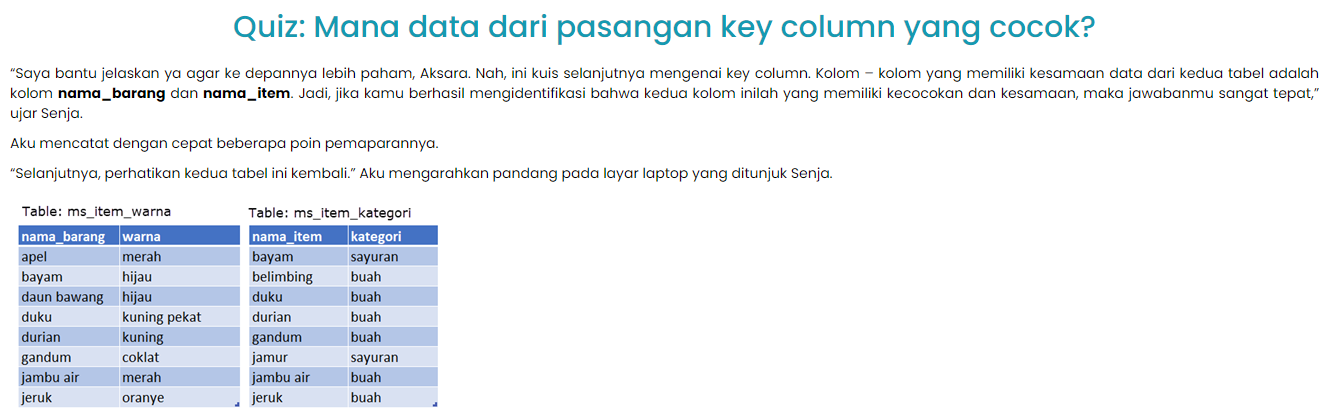 Quiz: Mana data dari pasangan key column yang cocok?
“Saya bantu jelaskan ya agar ke depannya lebih paham, Aksara. Nah, ini kuis selanjutnya mengenai key column. Kolom – kolom yang memiliki kesamaan data dari kedua tabel adalah
kolom nama_barang dan nama_item. Jadi, jika kamu berhasil mengidentifikasi bahwa kedua kolom inilah yang memiliki kecocokan dan kesamaan, maka jawabanmu sangat tepat,”
ujar Senja.
Aku mencatat dengan cepat beberapa poin pemaparannya.
“Selanjutnya, perhatikan kedua tabel ini kembali.” Aku mengarahkan pandang pada layar laptop yang ditunjuk Senja.
Table: ms_item_warna
nama_barang warna
apel merah
bayam hijau
daun bawang hijau
duku kuning pekat
durian kuning
gandum coklat
jambu air merah
jeruk oranye
Table: ms_item_kategori
nama_item kategori
bayam sayuran
belimbing buah
duku buah
durian buah
gandum buah
jamur sayuran
jambu air buah
jeruk buah